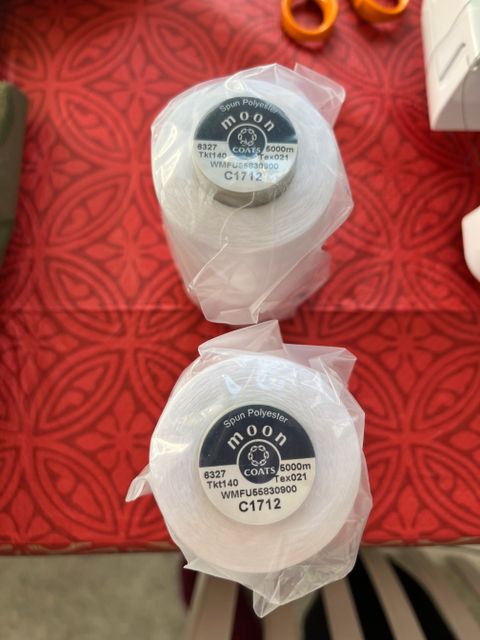 Spun Polyester
moon
COATS
6327 5000m
Tkt140 Tex021
WMFU55830900
C1712
Spun Polyester
moon
COATS
6327 5000m
Tkt140 Tex021
WMFU55830900
C1712